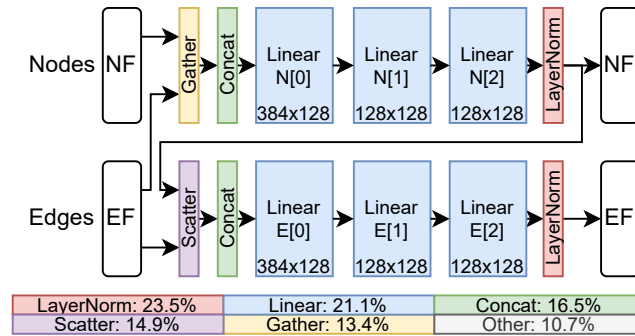 Nodes
NF
Gather
Concat
Linear
N[0]
384x128
Linear
N[1]
128x128
Linear
N[2]
128x128
LayerNorm
NF
Edges
EF
Scatter
Concat
Linear
E[0]
384x128
Linear
E[1]
128x128
Linear
E[2]
128x128
LayerNorm
EF
LayerNorm: 23.5%
Linear: 21.1%
Concat: 16.5%
Scatter: 14.9%
Gather: 13.4%
Other: 10.7%